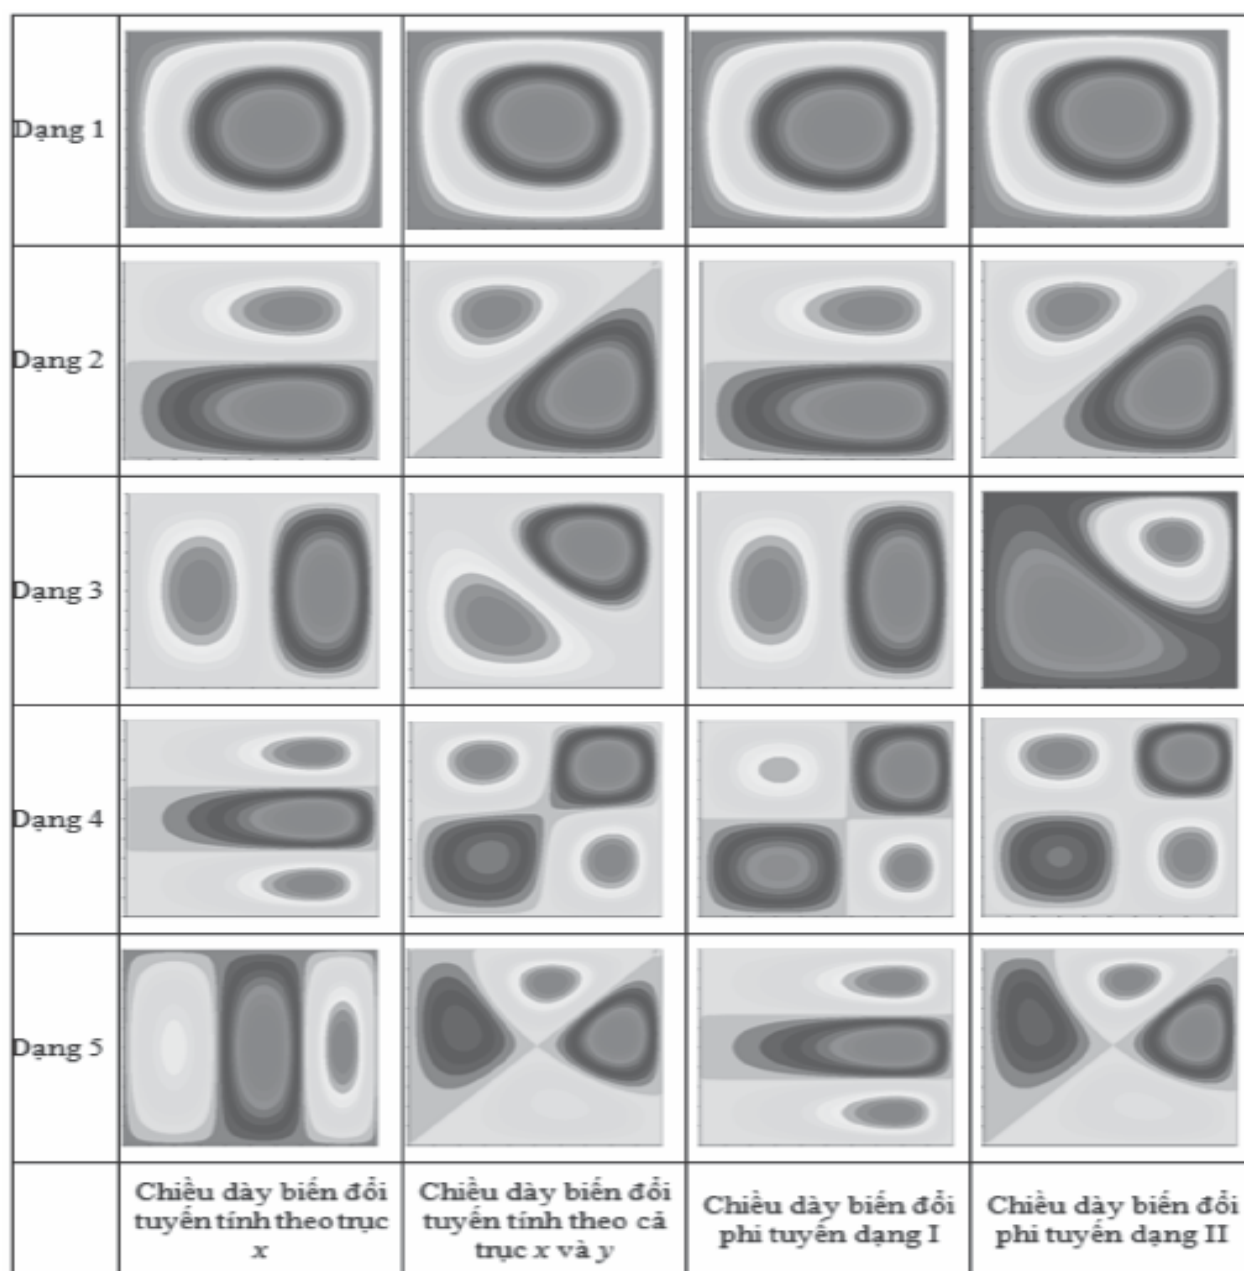 Dạng 1
Dạng 2
Dạng 3
Dạng 4
Dạng 5
Chiều dày biến đổi
tuyến tính theo trục
x
Chiều dày biến đổi
tuyến tính theo cả
trục x và y
Chiều dày biến đổi
phi tuyến dạng I
Chiều dày biến đổi
phi tuyến dạng II